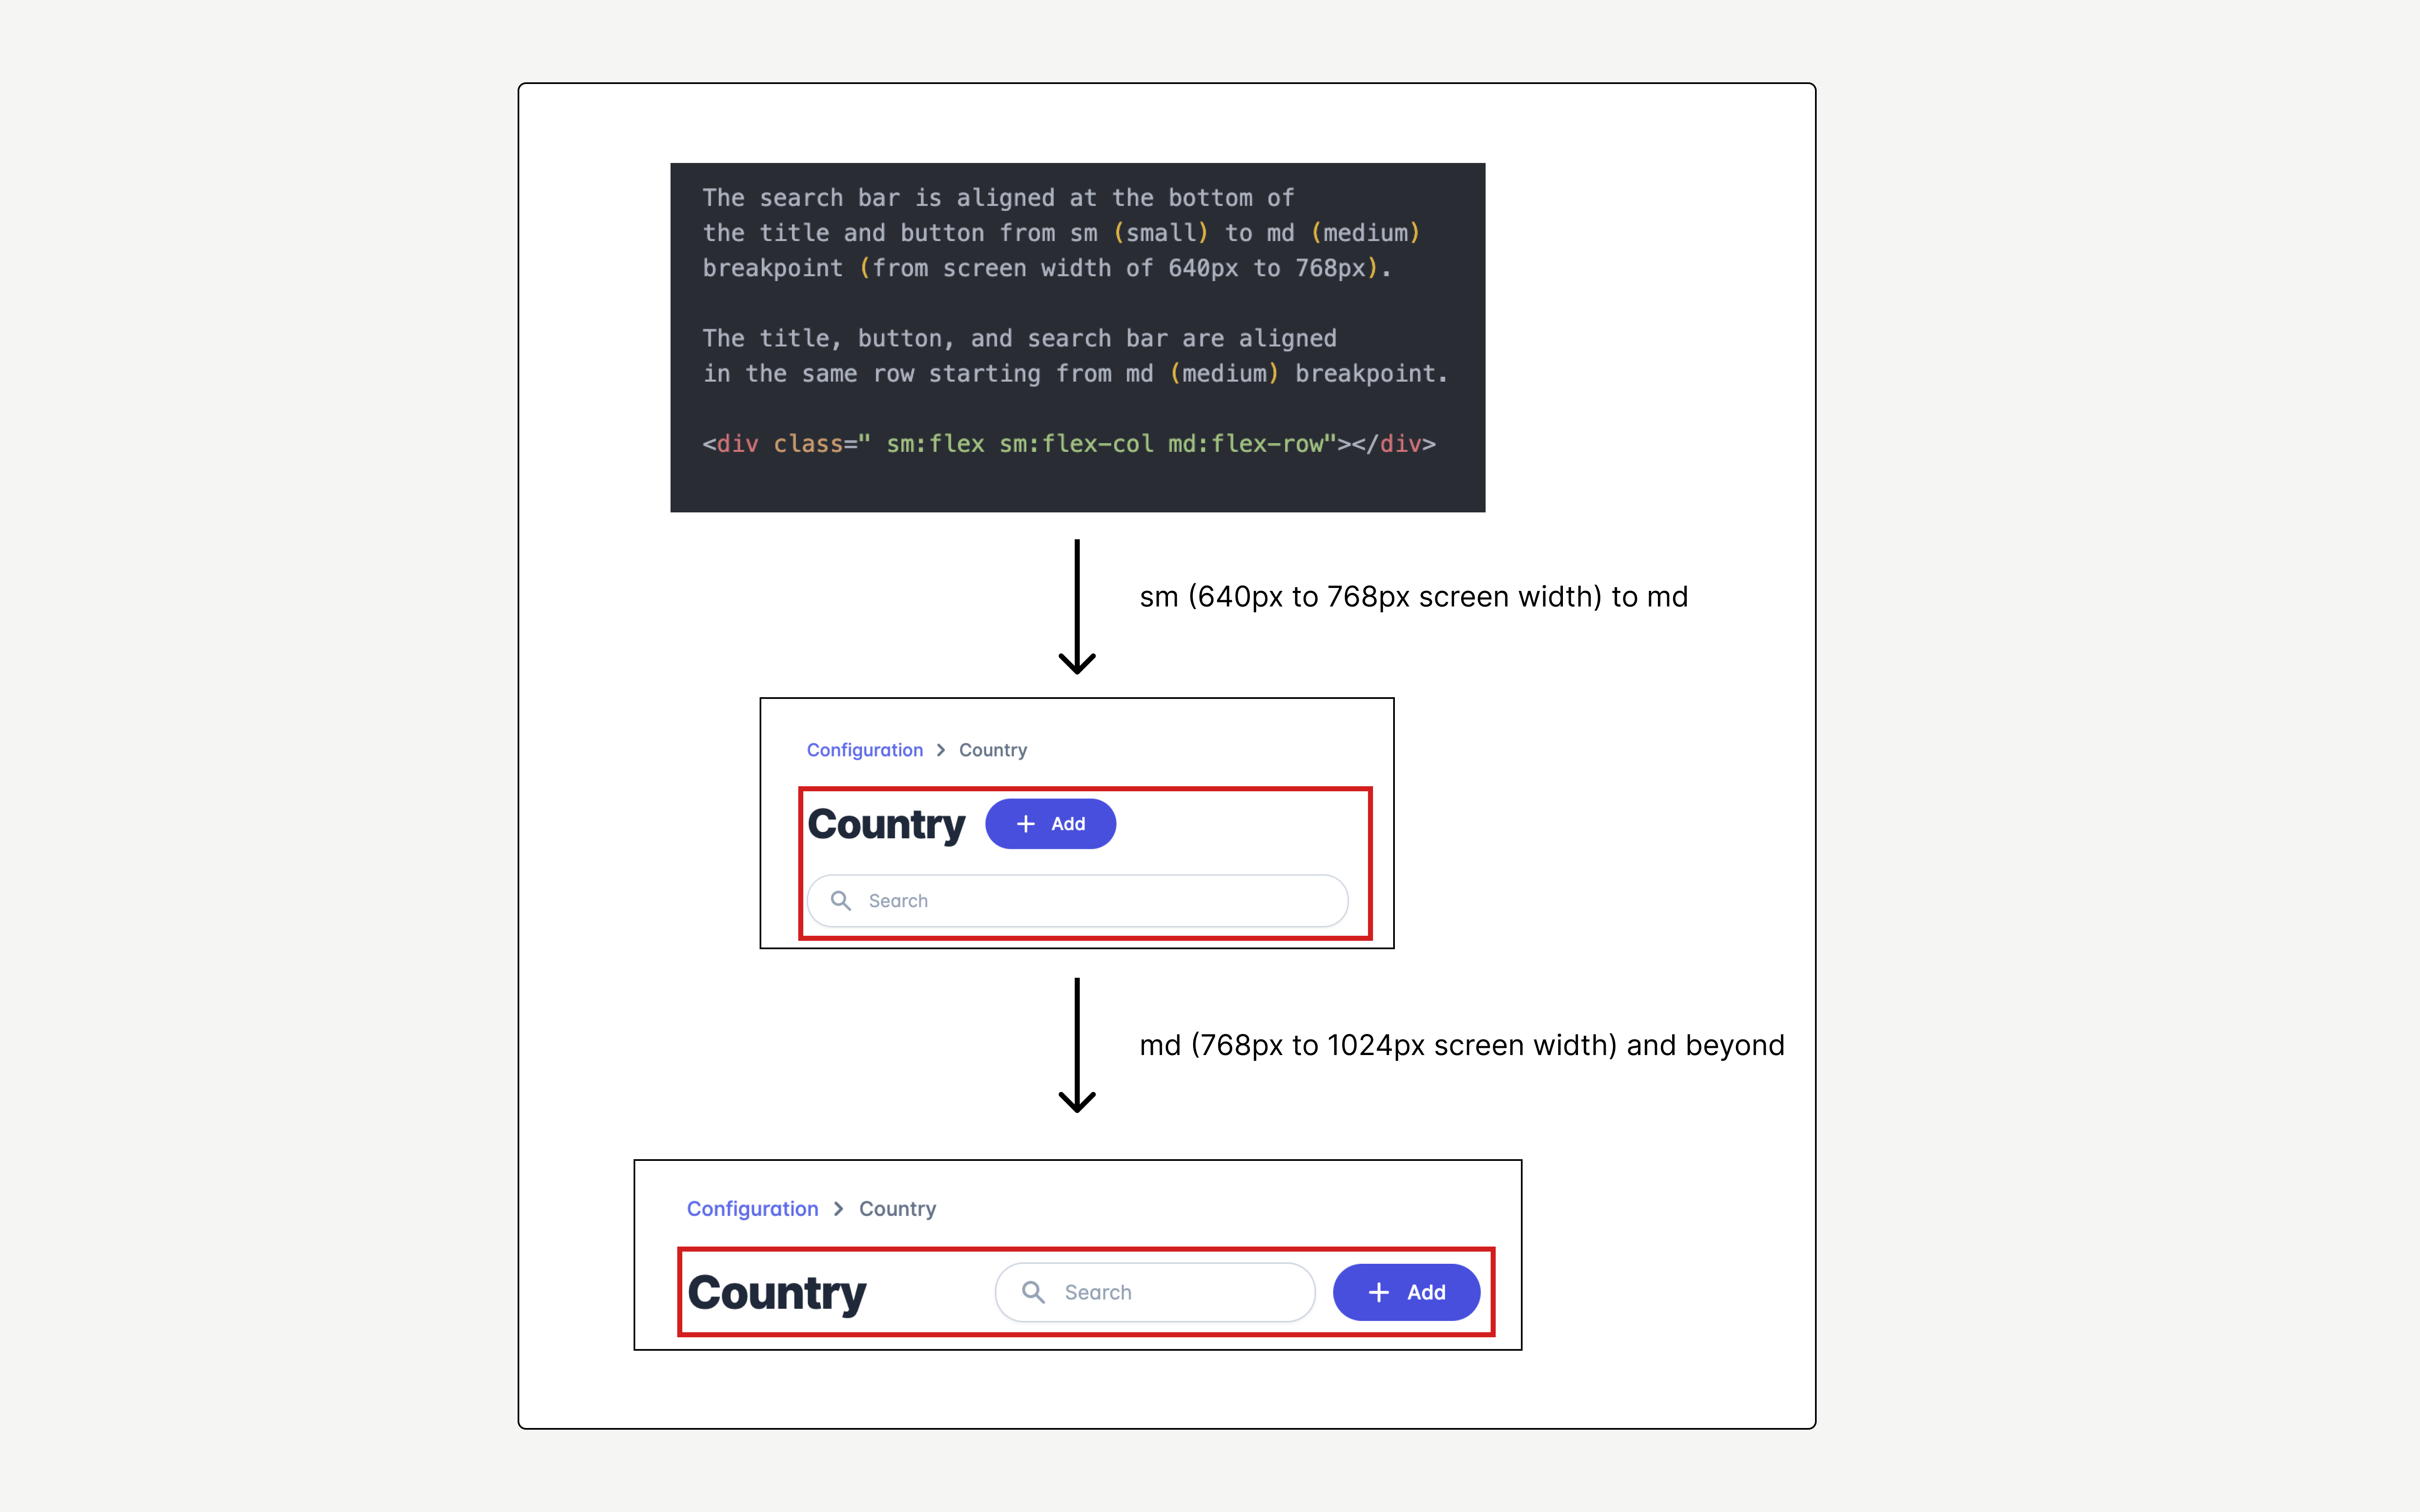 The search bar is aligned at the bottom of
the title and button from sm (small) to md (medium)
breakpoint (from screen width of 640px to 768px).
The title, button, and search bar are aligned
in the same row starting from md (medium) breakpoint.
<div class=" sm:flex sm:flex-col md:flex-row"></div>
sm (640px to 768px screen width) to md
Configuration > Country
Country + Add
Search
md (768px to 1024px screen width) and beyond
Configuration > Country
Country Search + Add